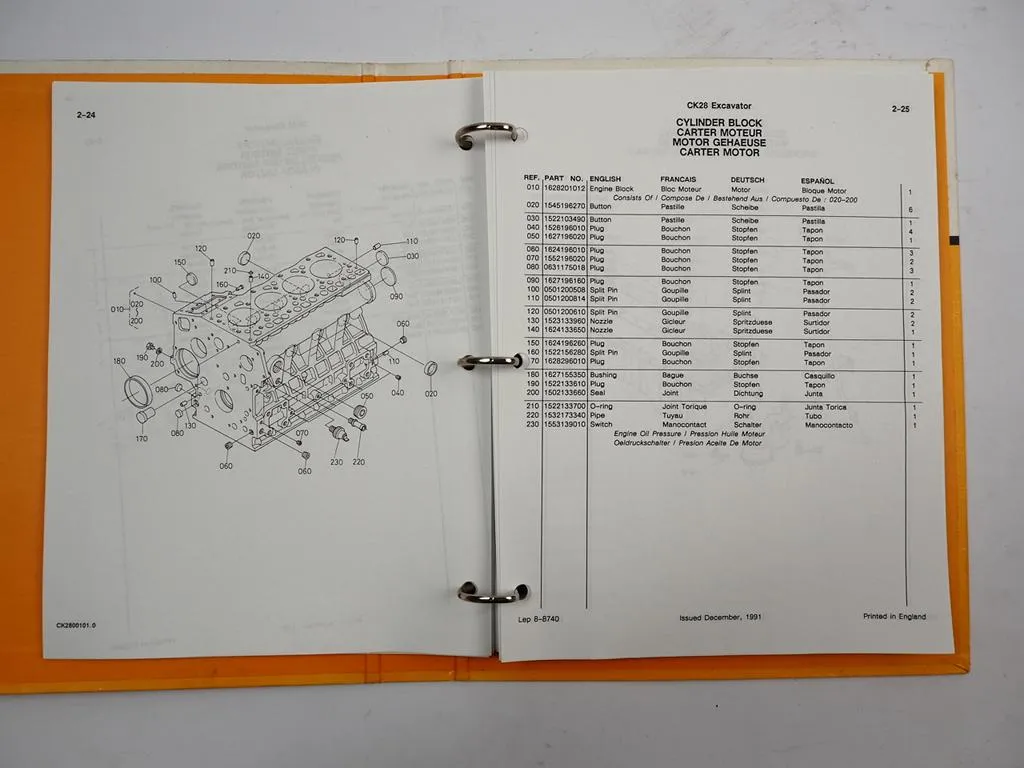 2-24
020
120
110
030
150
210
140
100
160
090
010
020
200
060
190
200
180
110
080
020
040
050
130
080
170
070
060
060
230
220
CK2800101.0
CK28 Excavator
2-25
CYLINDER BLOCK
CARTER MOTEUR
MOTOR GEHAEUSE
CARTER MOTOR
REF. PART NO. ENGLISH FRANCAIS DEUTSCH ESPAÑOL
010 1628201012 Engine Block Bloc Moteur Motor Bloque Motor 1
Consists Of / Compose De / Bestehend Aus / Compuesto De : 020-200
020 1545196270 Button Pastille Scheibe Pastilla 6
030 1522103490 Button Pastille Scheibe Pastilla 1
040 1526196010 Plug Bouchon Stopfen Tapon 4
050 1627196020 Plug Bouchon Stopfen Tapon 1
060 1624196010 Plug Bouchon Stopfen Tapon 3
070 1552196020 Plug Bouchon Stopfen Tapon 2
080 0631175018 Plug Bouchon Stopfen Tapon 3
090 1627196160 Plug Bouchon Stopfen Tapon 1
100 0501200508 Split Pin Goupille Splint Pasador 2
110 0501200814 Split Pin Goupille Splint Pasador 2
120 0501200610 Split Pin Goupille Splint Pasador 2
130 1523133960 Nozzle Gicleur Spritzduese Surtidor 2
140 1624133650 Nozzle Gicleur Spritzduese Surtidor 1
150 1624196260 Plug Bouchon Stopfen Tapon 1
160 1522156280 Split Pin Goupille Splint Pasador 1
170 1628296010 Plug Bouchon Stopfen Tapon 1
180 1627155350 Bushing Bague Buchse Casquillo 1
190 1522133610 Plug Bouchon Stopfen Tapon 1
200 1502133660 Seal Joint Dichtung Junta 1
210 1522133700 O-ring Joint Torique O-ring Junta Torica 1
220 1532173340 Pipe Tuyau Rohr Tubo 1
230 1553139010 Switch Manocontact Schalter Manocontacto 1
Engine Oil Pressure / Pression Huile Moteur
Oeldruckschalter / Presion Aceite De Motor
Lep 8-8740 Issued December, 1991 Printed in England